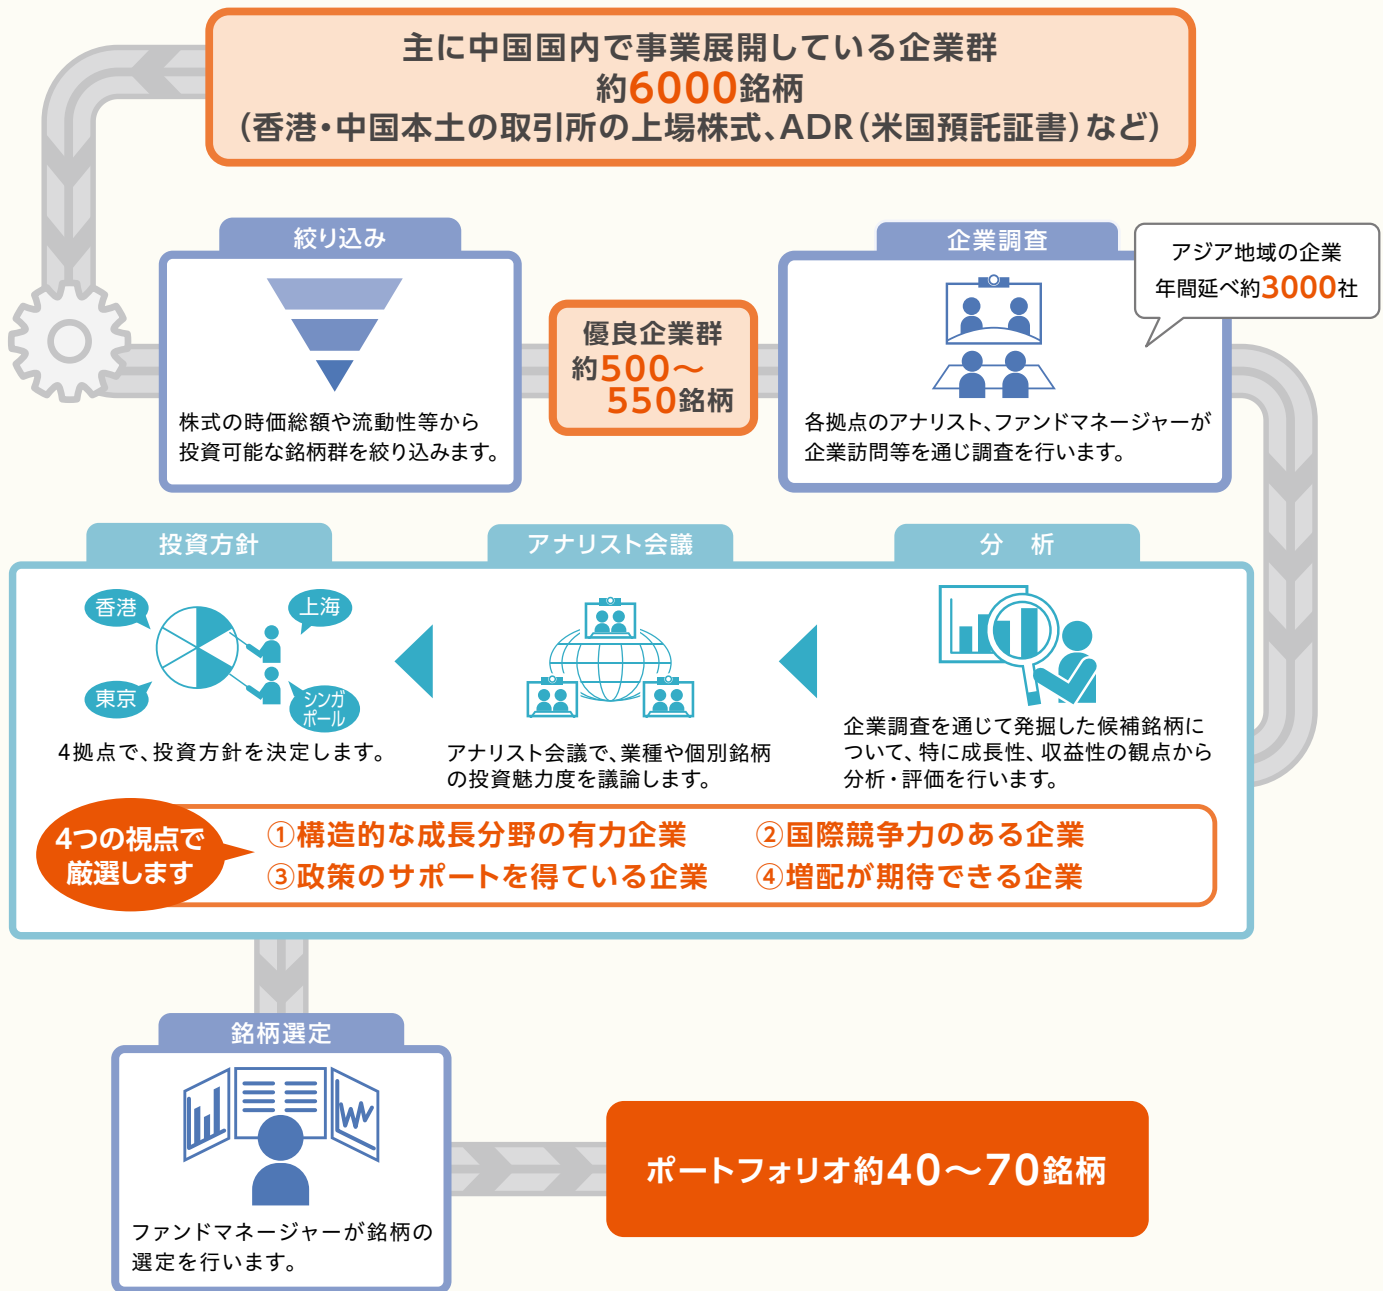 主に中国国内で事業展開している企業群
約6000銘柄
(香港・中国本土の取引所の上場株式、ADR(米国預託証書)など)
絞り込み
株式の時価総額や流動性等から
投資可能な銘柄群を絞り込みます。
優良企業群
約500～
550銘柄
企業調査
アジア地域の企業
年間延べ約3000社
各拠点のアナリスト、ファンドマネージャーが
企業訪問等を通じ調査を行います。
分　析
企業調査を通じて発掘した候補銘柄に
ついて、特に成長性、収益性の観点から
分析・評価を行います。
アナリスト会議
アナリスト会議で、業種や個別銘柄
の投資魅力度を議論します。
投資方針
香港
上海
東京
シンガ
ポール
4拠点で、投資方針を決定します。
4つの視点で
厳選します
①構造的な成長分野の有力企業
②国際競争力のある企業
③政策のサポートを得ている企業
④増配が期待できる企業
銘柄選定
ファンドマネージャーが銘柄の
選定を行います。
ポートフォリオ約40～70銘柄